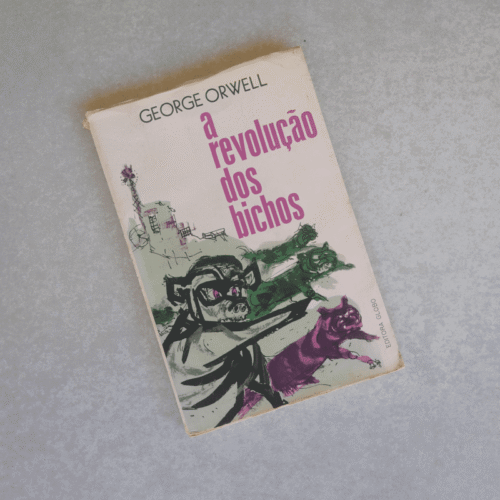 GEORGE ORWELL
a
revolução
dos
bichos
EDITORA GLOBO